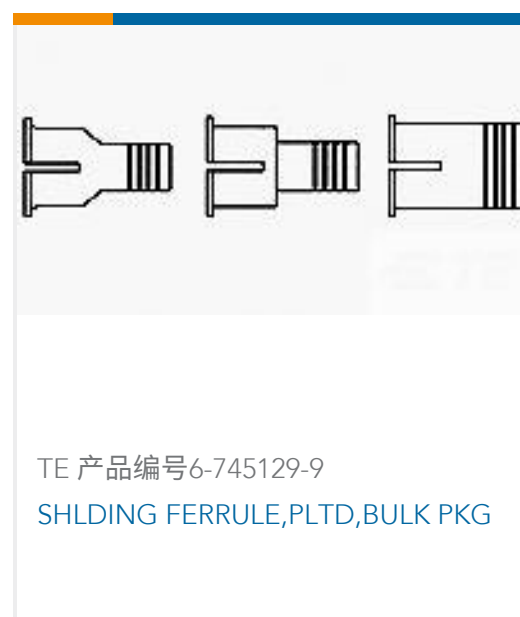 TE 产品编号6-745129-9
SHLDING FERRULE,PLTD,BULK PKG